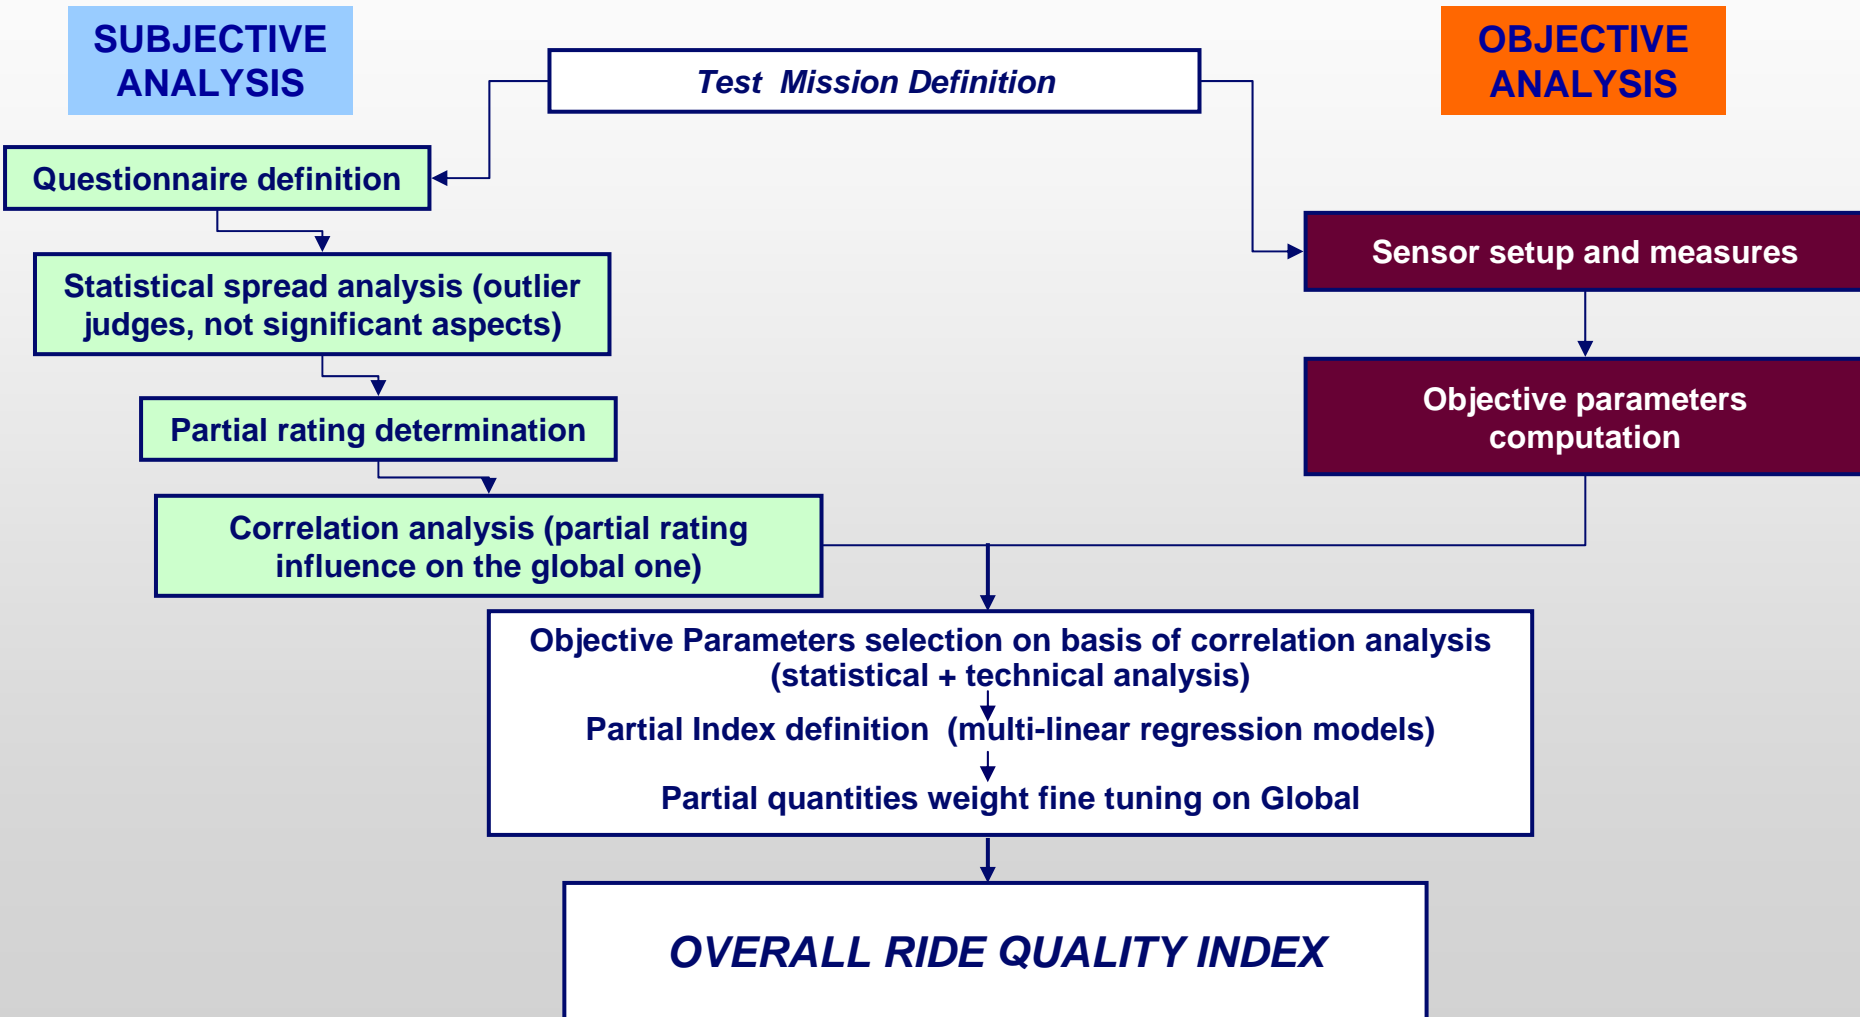 SUBJECTIVE
ANALYSIS
OBJECTIVE
ANALYSIS
Test Mission Definition
Questionnaire definition
Sensor setup and measures
Statistical spread analysis (outlier
judges, not significant aspects)
Objective parameters
computation
Partial rating determination
Correlation analysis (partial rating
influence on the global one)
Objective Parameters selection on basis of correlation analysis
(statistical + technical analysis)
Partial Index definition (multi-linear regression models)
Partial quantities weight fine tuning on Global
OVERALL RIDE QUALITY INDEX